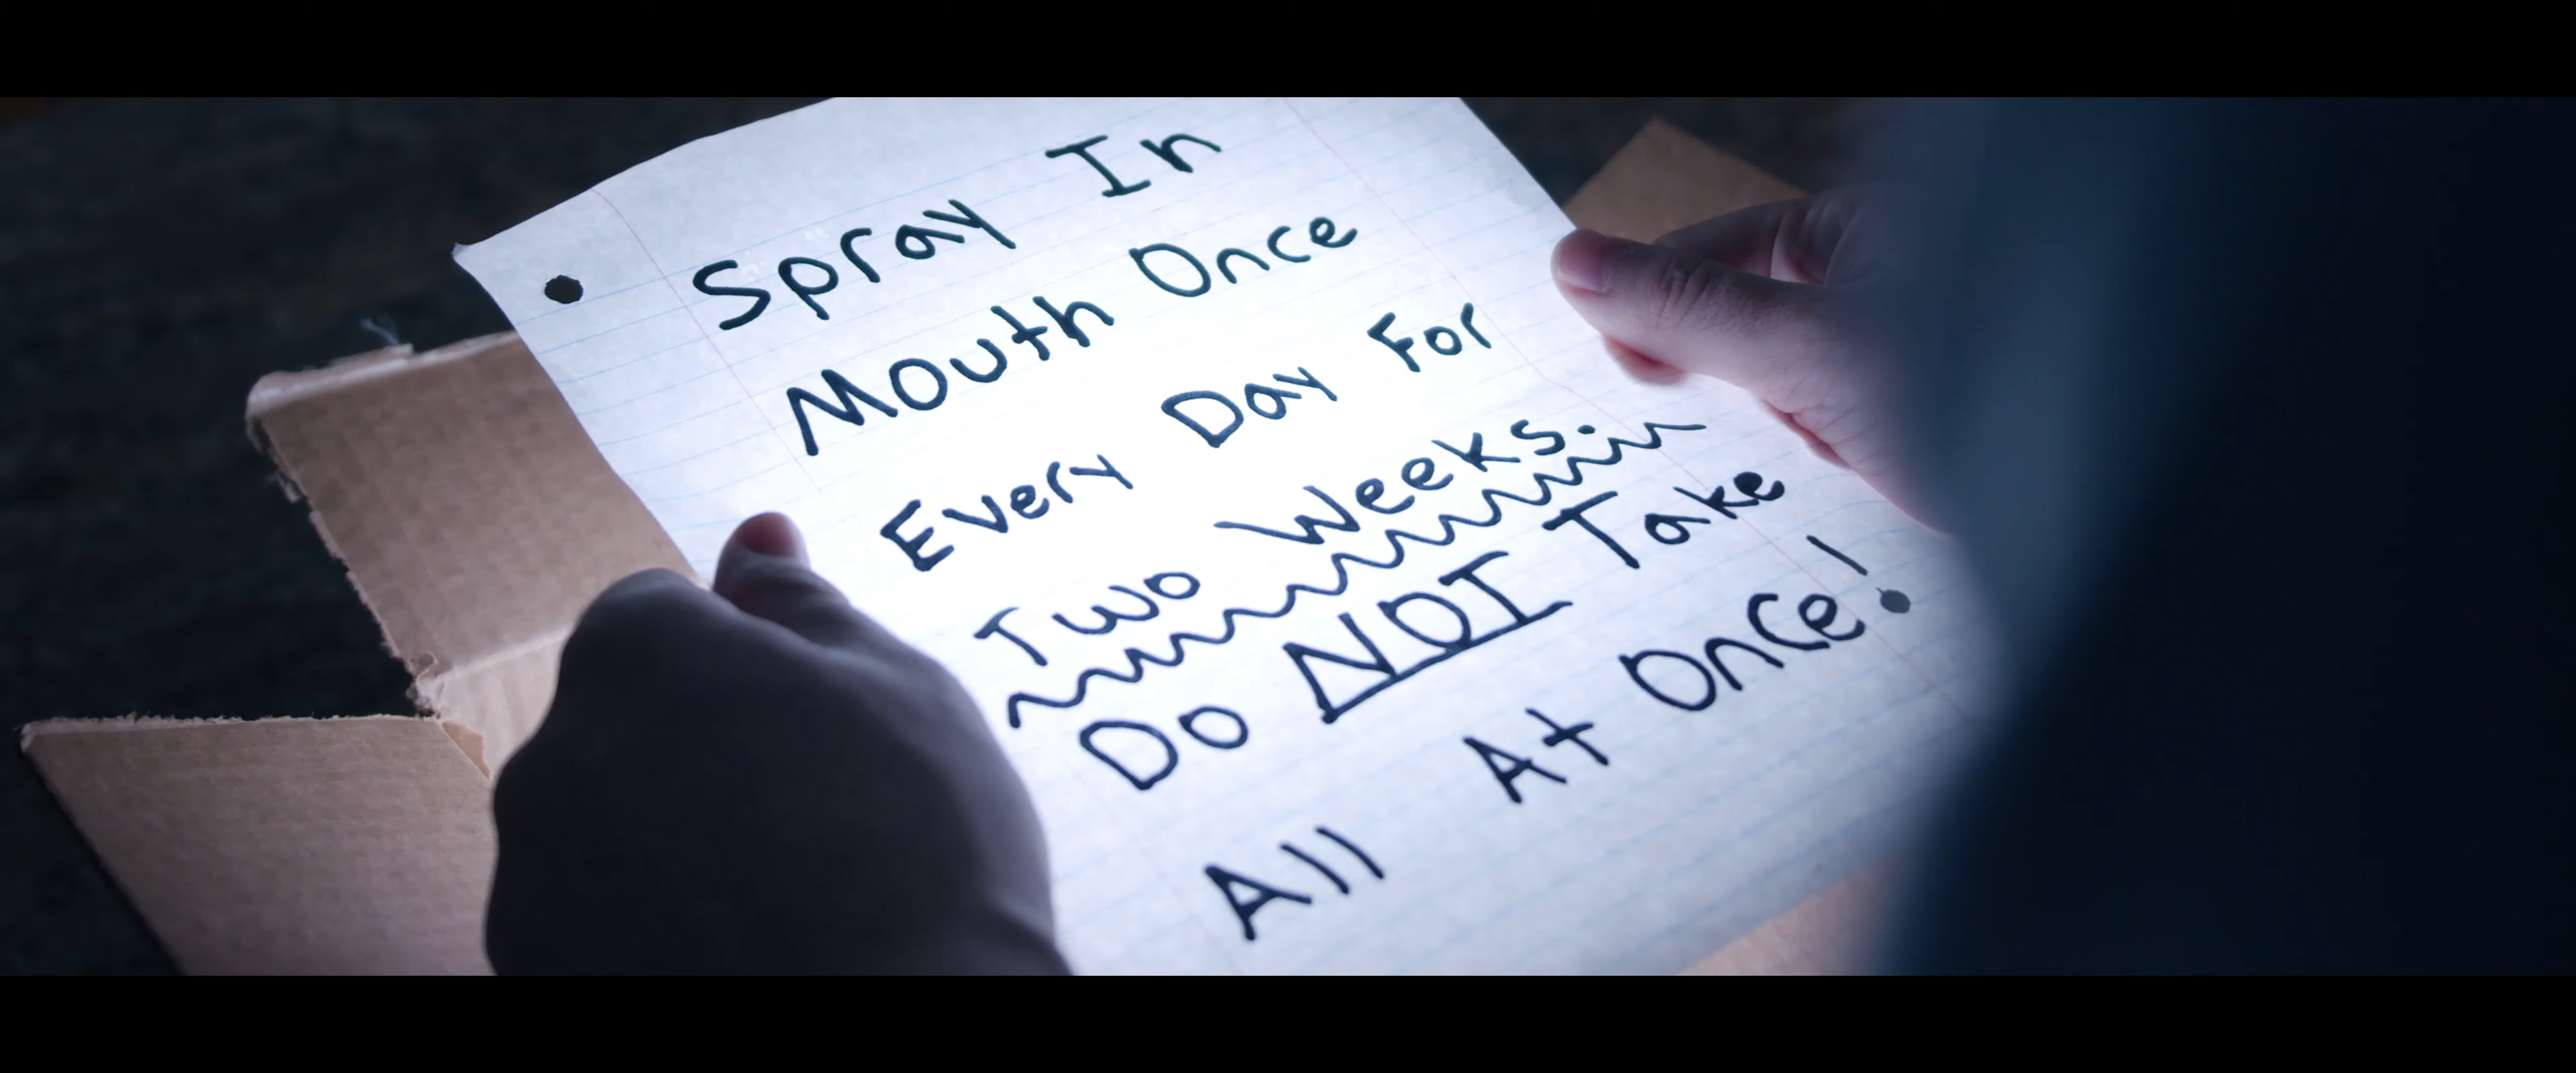 Spray In
Mouth Once
Every Day For
Two Weeks.
Do NOT Take
All At Once!